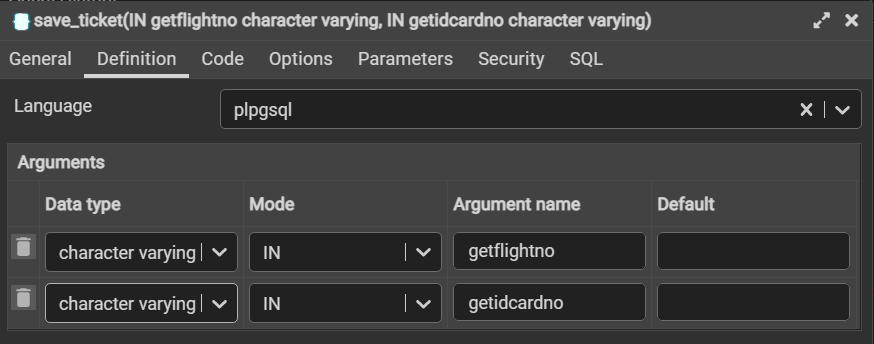 save_ticket(IN getflightno character varying, IN getidcardno character varying)
General Definition Code Options Parameters Security SQL
Language plpgsql
Arguments
Data type Mode Argument name Default
character varying IN getflightno
character varying IN getidcardno